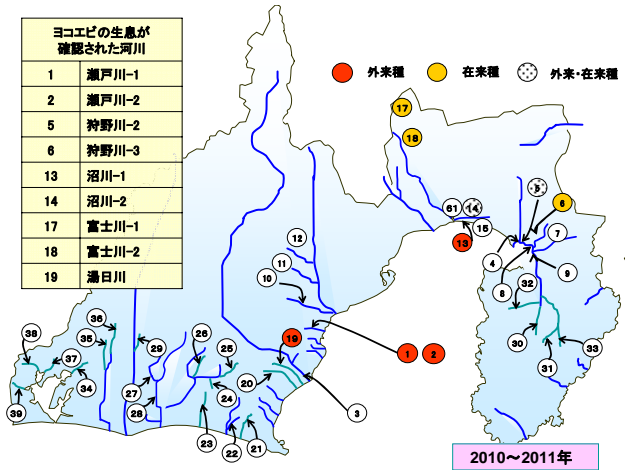 ヨコエビの生息が
確認された河川
1 瀬戸川-1
2 瀬戸川-2
5 狩野川-2
6 狩野川-3
13 沼川-1
14 沼川-2
17 富士川-1
18 富士川-2
19 湯日川
外来種 在来種 外来・在来種
17
18
61 14
15
13
5
6
7
4
8
9
32
30
31
33
12
11
10
19
1 2
3
36
35
38
37
34
39
29
27
28
26
25
20
24
23
22
21
2010～2011年